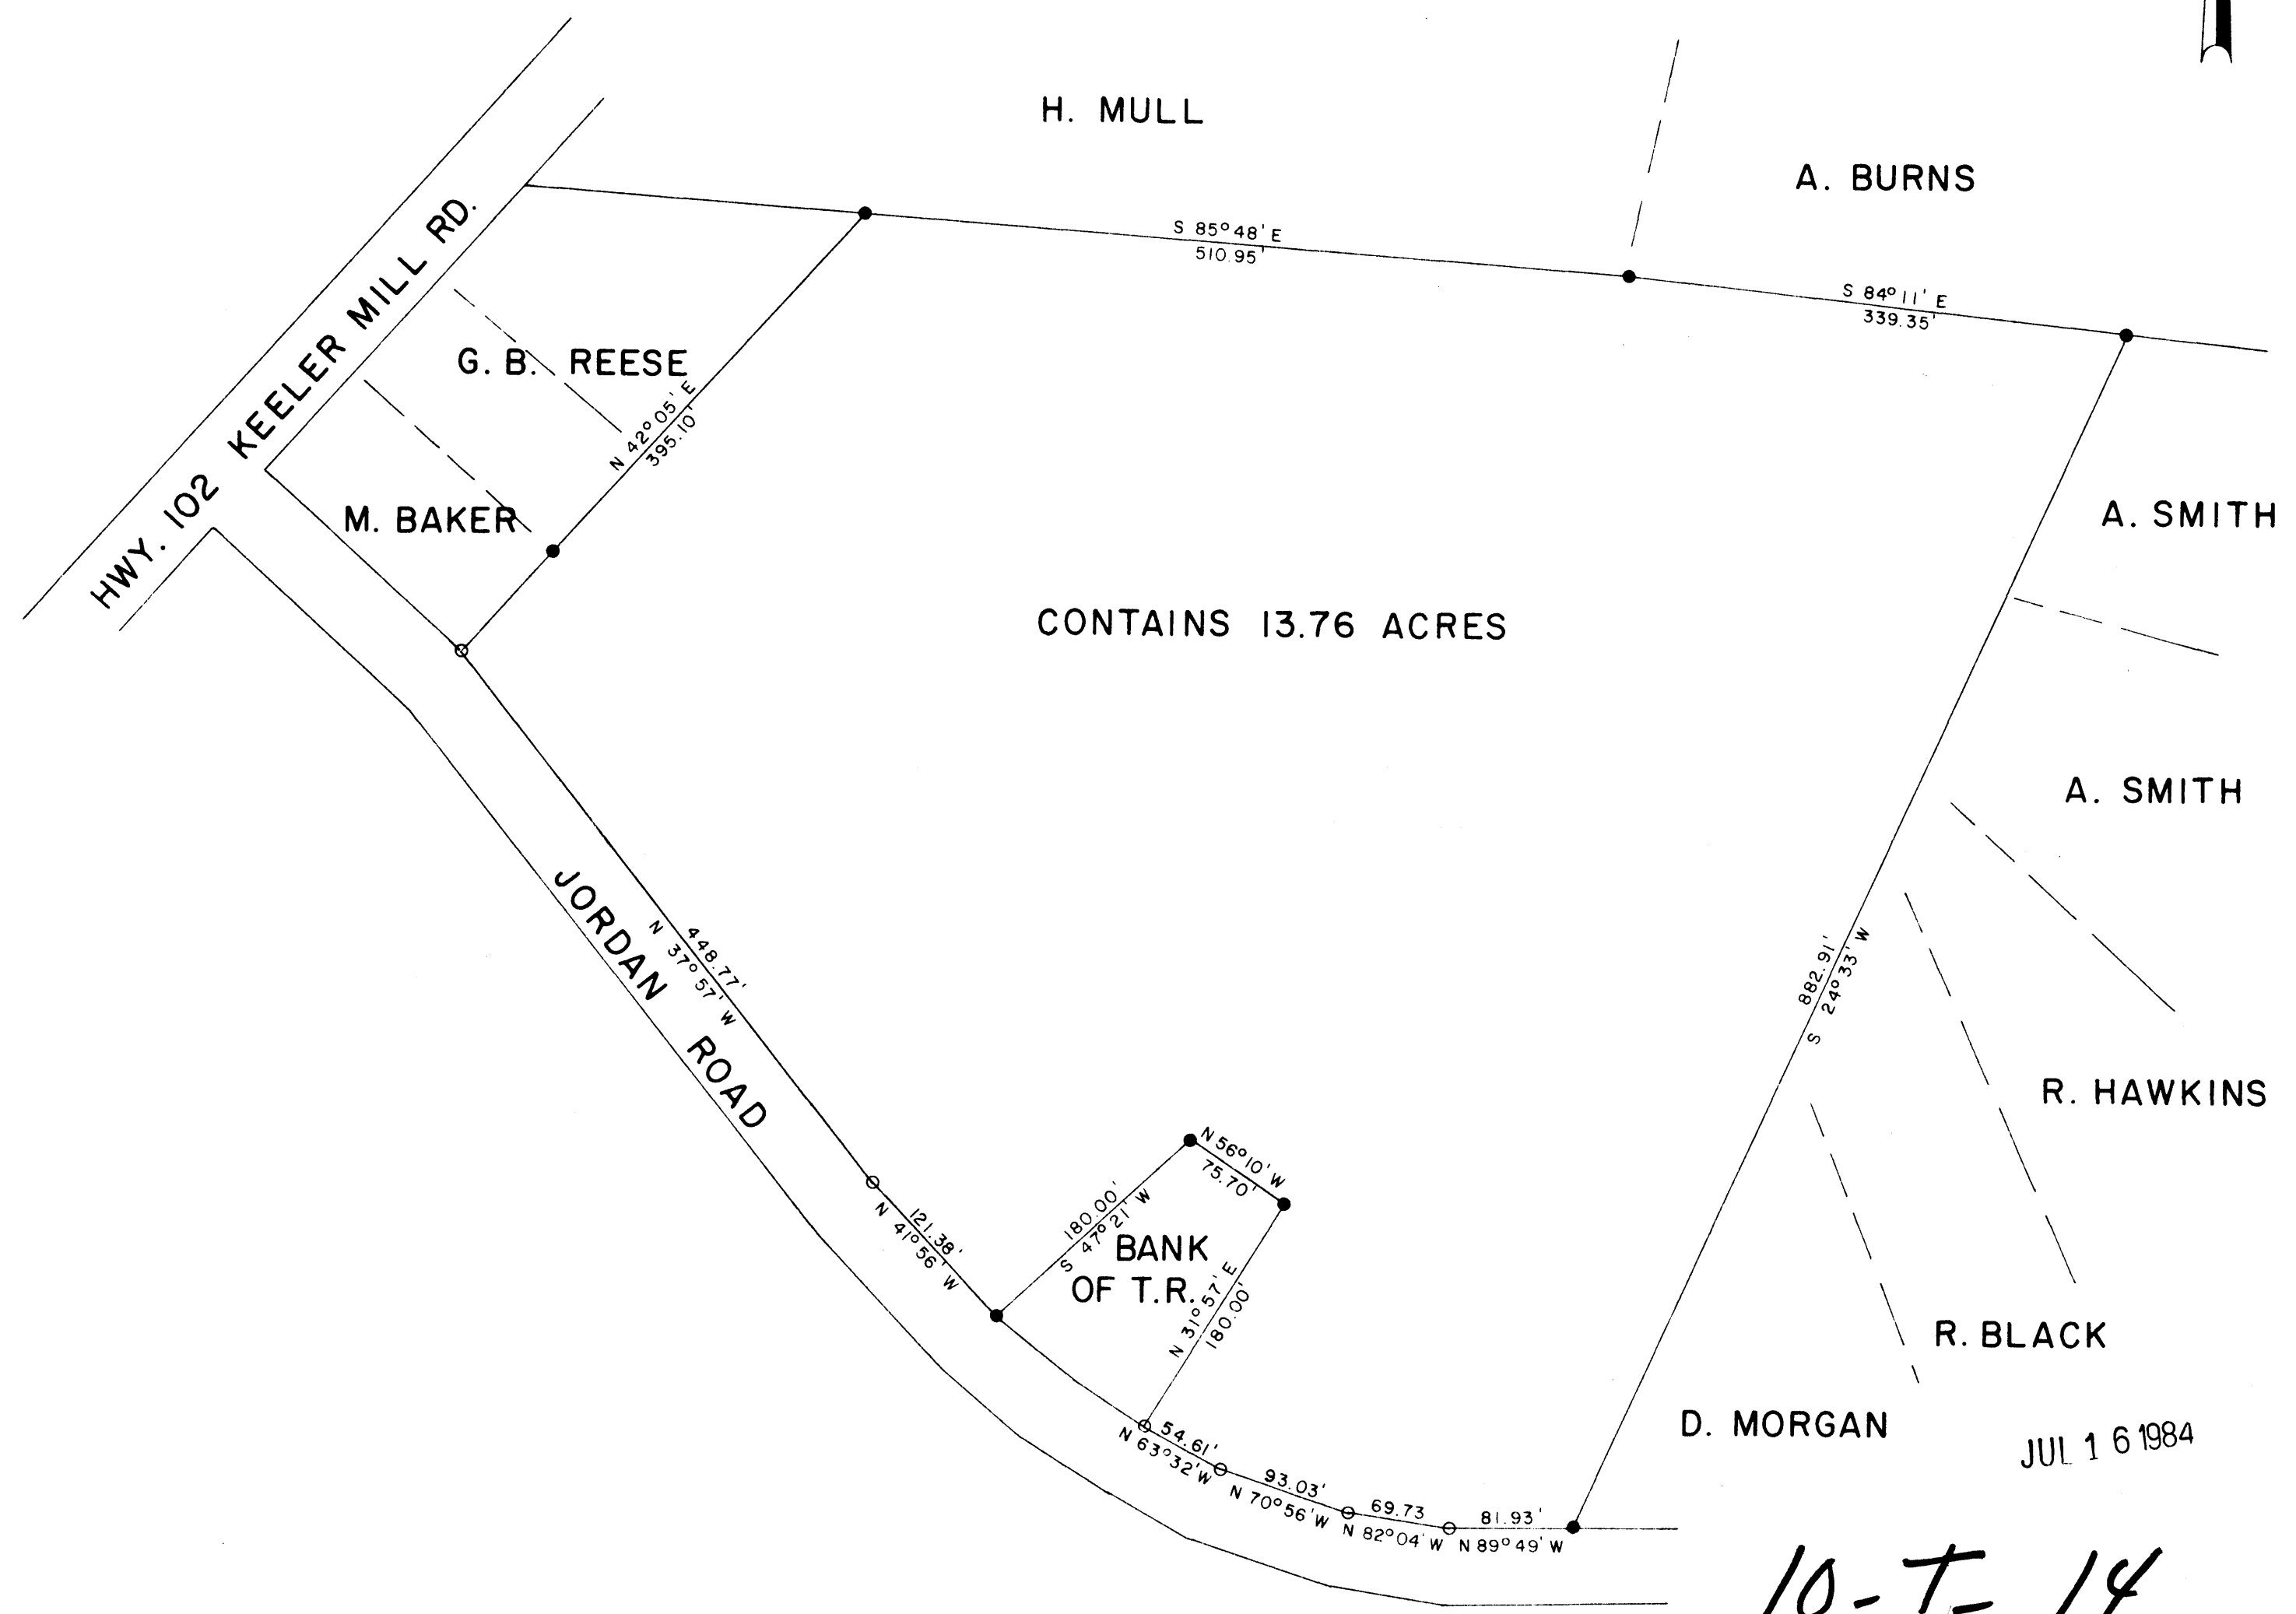 H. MULL
A. BURNS
S 85° 48' E
510.95'
S 84° 11' E
339.35'
HWY. 102 KEELER MILL RD.
G. B. REESE
N 42° 05' E
395.10'
M. BAKER
A. SMITH
CONTAINS 13.76 ACRES
A. SMITH
JORDAN ROAD
448.77'
N 37° 57' W
882.91'
S 24° 33' W
R. HAWKINS
121.38'
N 41° 56' W
N 56° 10' W
75.70'
180.00'
S 47° 21' W
BANK
OF T.R.
N 31° 57' E
180.00'
R. BLACK
D. MORGAN
JUL 16 1984
54.61'
N 63° 32' W
93.03'
N 70° 56' W
69.73
N 82° 04' W
81.93'
N 89° 49' W
10-T-14